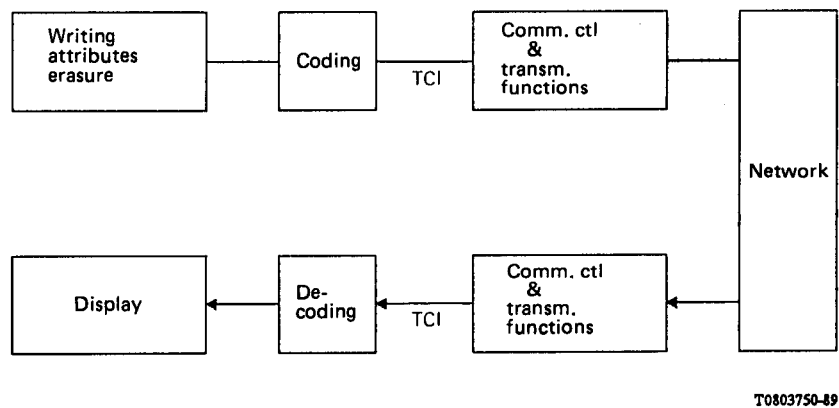 Writing
attributes
erasure
Coding
TCI
Comm. ctl
&
transm.
functions
Network
Display
De-
coding
TCI
Comm. ctl
&
transm.
functions
T0803750-89